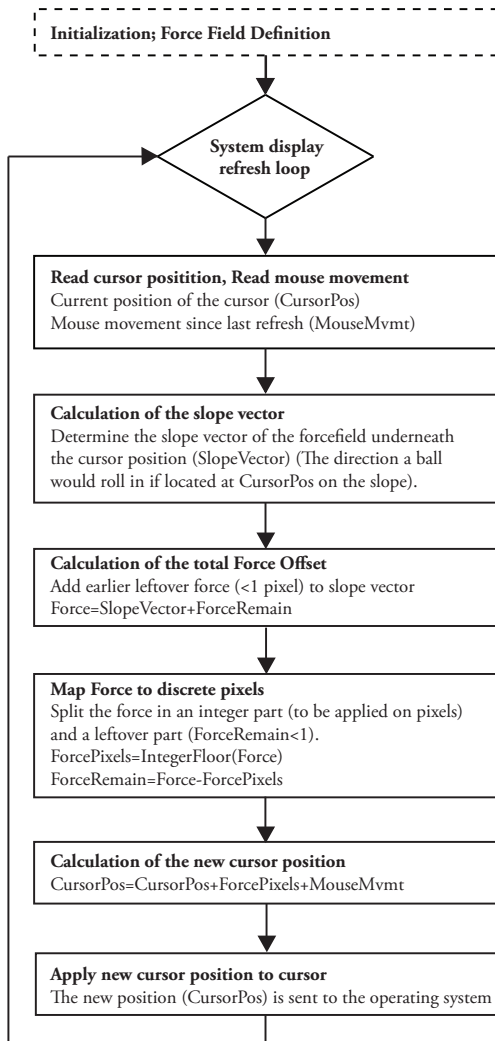 Initialization; Force Field Definition
System display
refresh loop
Read cursor positition, Read mouse movement
Current position of the cursor (CursorPos)
Mouse movement since last refresh (MouseMvmt)
Calculation of the slope vector
Determine the slope vector of the forcefield underneath
the cursor position (SlopeVector) (The direction a ball
would roll in if located at CursorPos on the slope).
Calculation of the total Force Offset
Add earlier leftover force (<1 pixel) to slope vector
Force=SlopeVector+ForceRemain
Map Force to discrete pixels
Split the force in an integer part (to be applied on pixels)
and a leftover part (ForceRemain<1).
ForcePixels=IntegerFloor(Force)
ForceRemain=Force-ForcePixels
Calculation of the new cursor position
CursorPos=CursorPos+ForcePixels+MouseMvmt
Apply new cursor position to cursor
The new position (CursorPos) is sent to the operating system